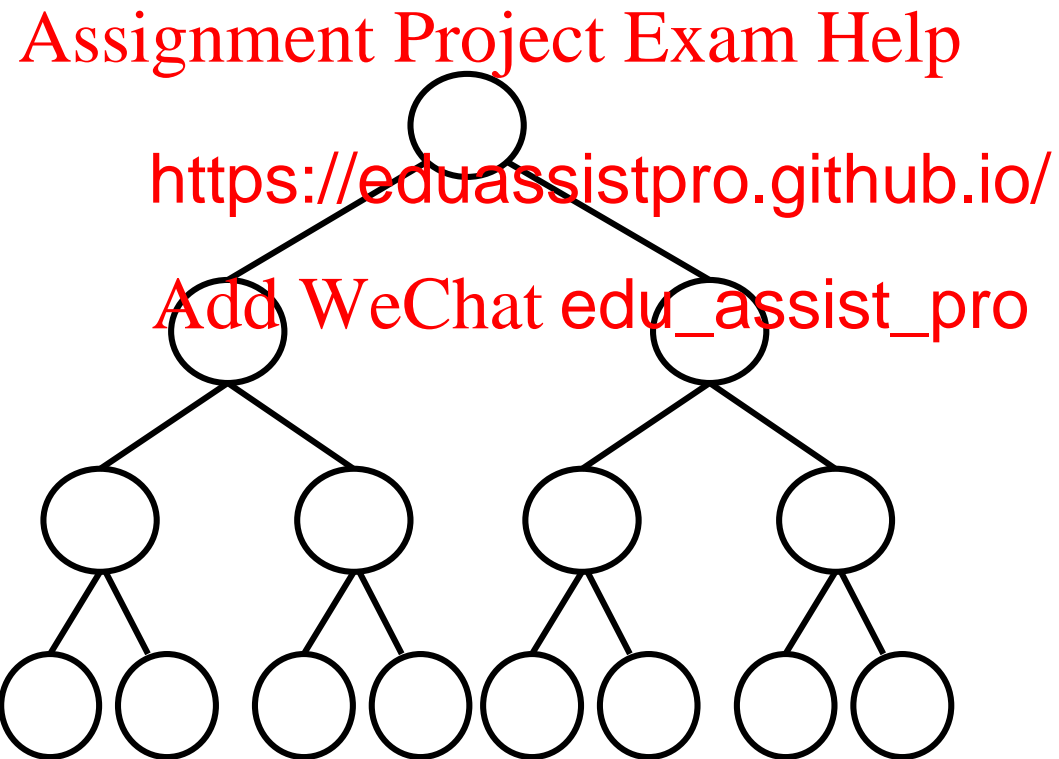 Assignment Project Exam Help
https://eduassistpro.github.io/
Add WeChat edu_assist_pro